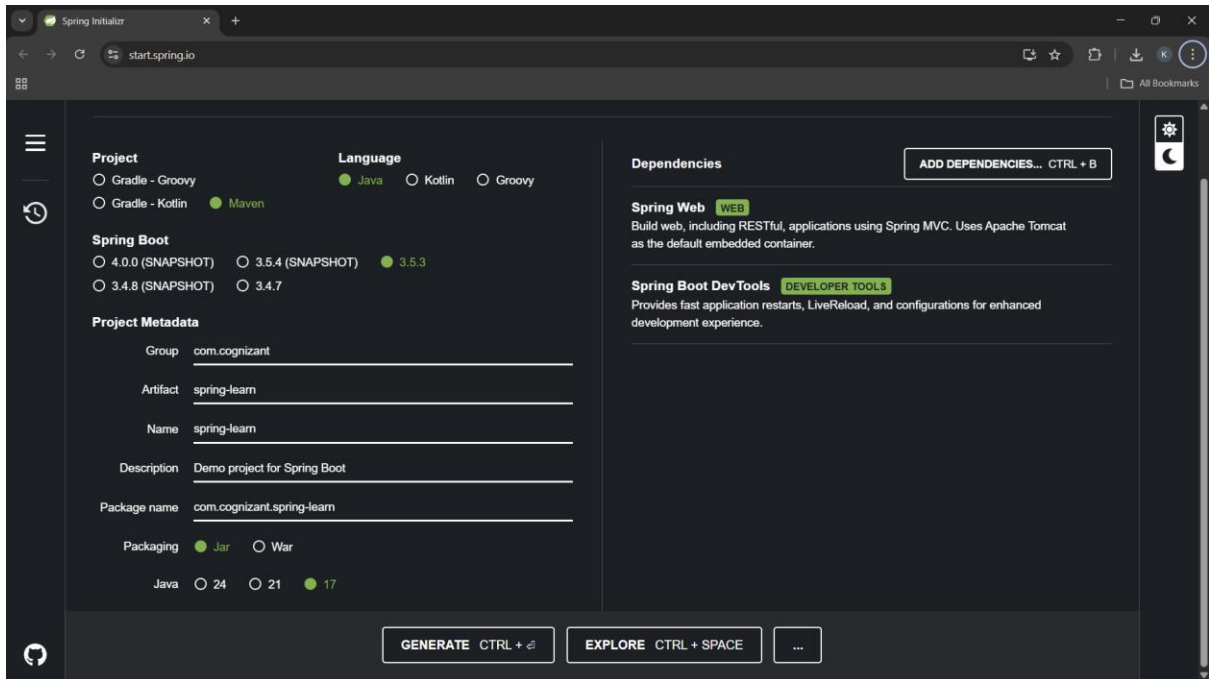 Spring Initializr
start.spring.io
All Bookmarks
Project
Gradle - Groovy
Gradle - Kotlin Maven
Language
Java Kotlin Groovy
Spring Boot
4.0.0 (SNAPSHOT) 3.5.4 (SNAPSHOT) 3.5.3
3.4.8 (SNAPSHOT) 3.4.7
Project Metadata
Group com.cognizant
Artifact spring-learn
Name spring-learn
Description Demo project for Spring Boot
Package name com.cognizant.spring-learn
Packaging Jar War
Java 24 21 17
Dependencies ADD DEPENDENCIES... CTRL + B
Spring Web WEB
Build web, including RESTful, applications using Spring MVC. Uses Apache Tomcat
as the default embedded container.
Spring Boot DevTools DEVELOPER TOOLS
Provides fast application restarts, LiveReload, and configurations for enhanced
development experience.
GENERATE CTRL + ⏎ EXPLORE CTRL + SPACE ...
K